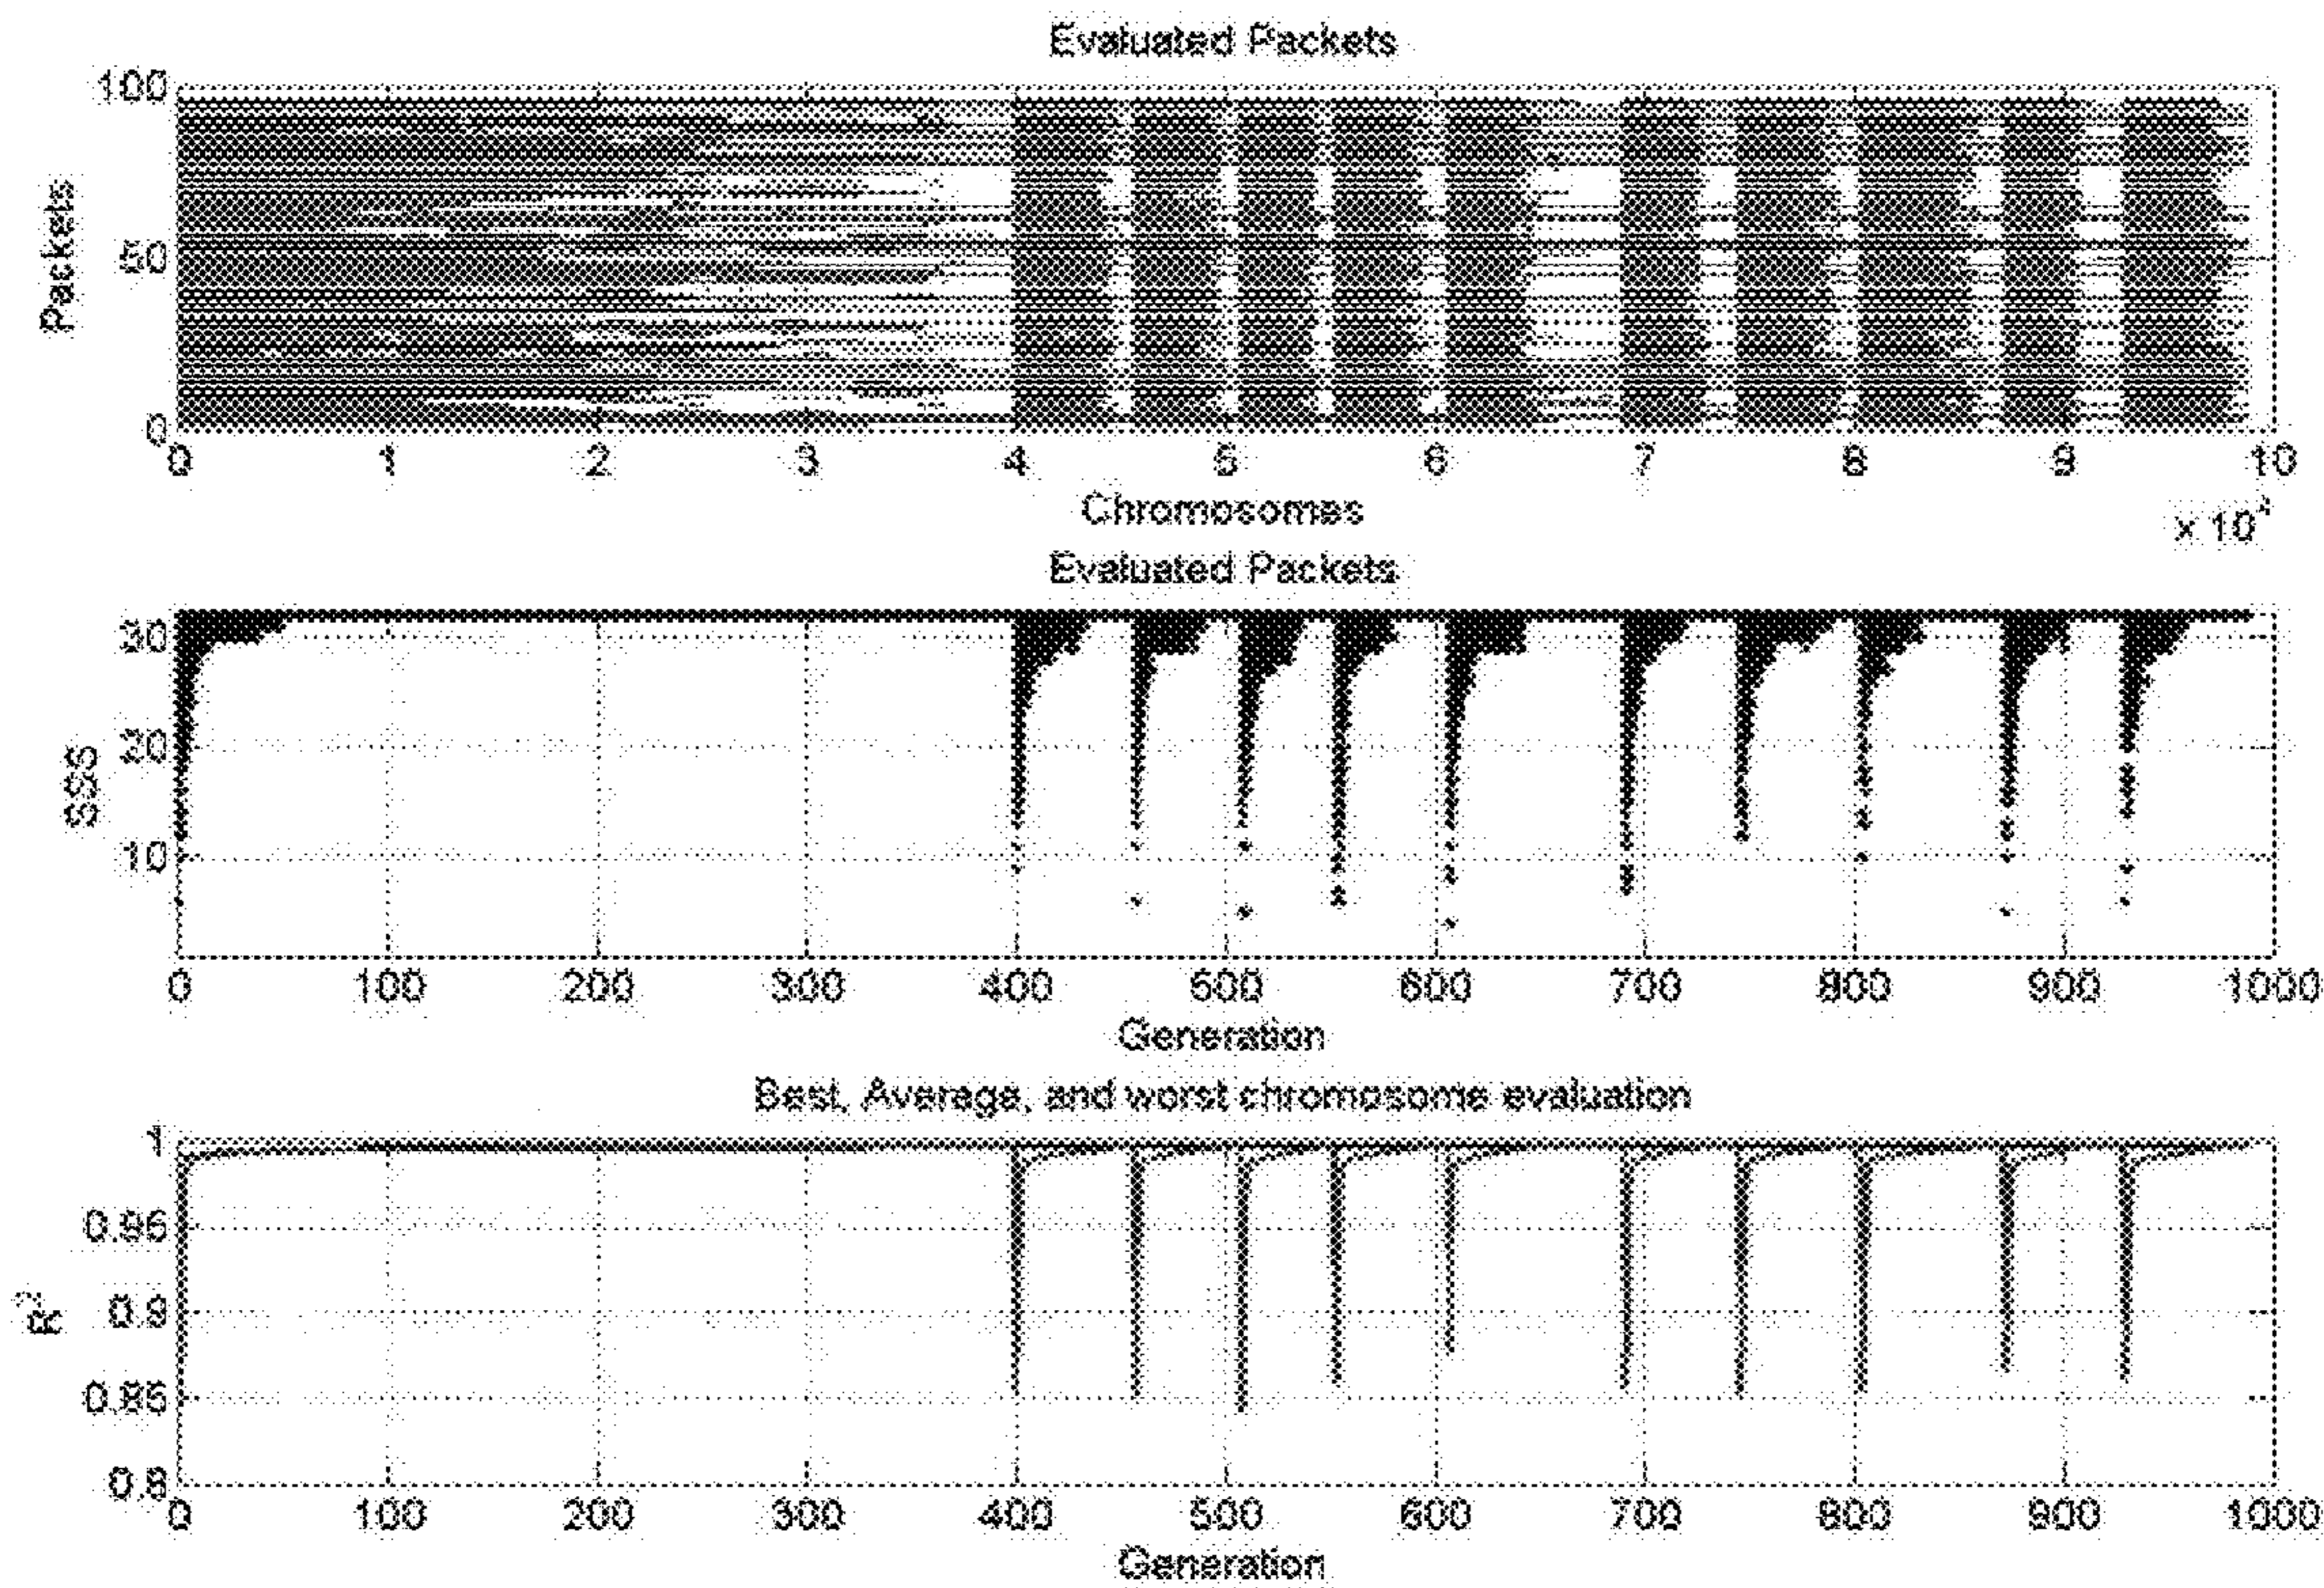 Evaluated Packets
100
50
0
Packets
0 1 2 3 4 5 6 7 8 9 10
Chromosomes
x 10⁴
Evaluated Packets
30
20
10
SSS
0 100 200 300 400 500 600 700 800 900 1000
Generation
Best, Average, and worst chromosome evaluation
1
0.95
0.9
0.85
0.8
R²
0 100 200 300 400 500 600 700 800 900 1000
Generation